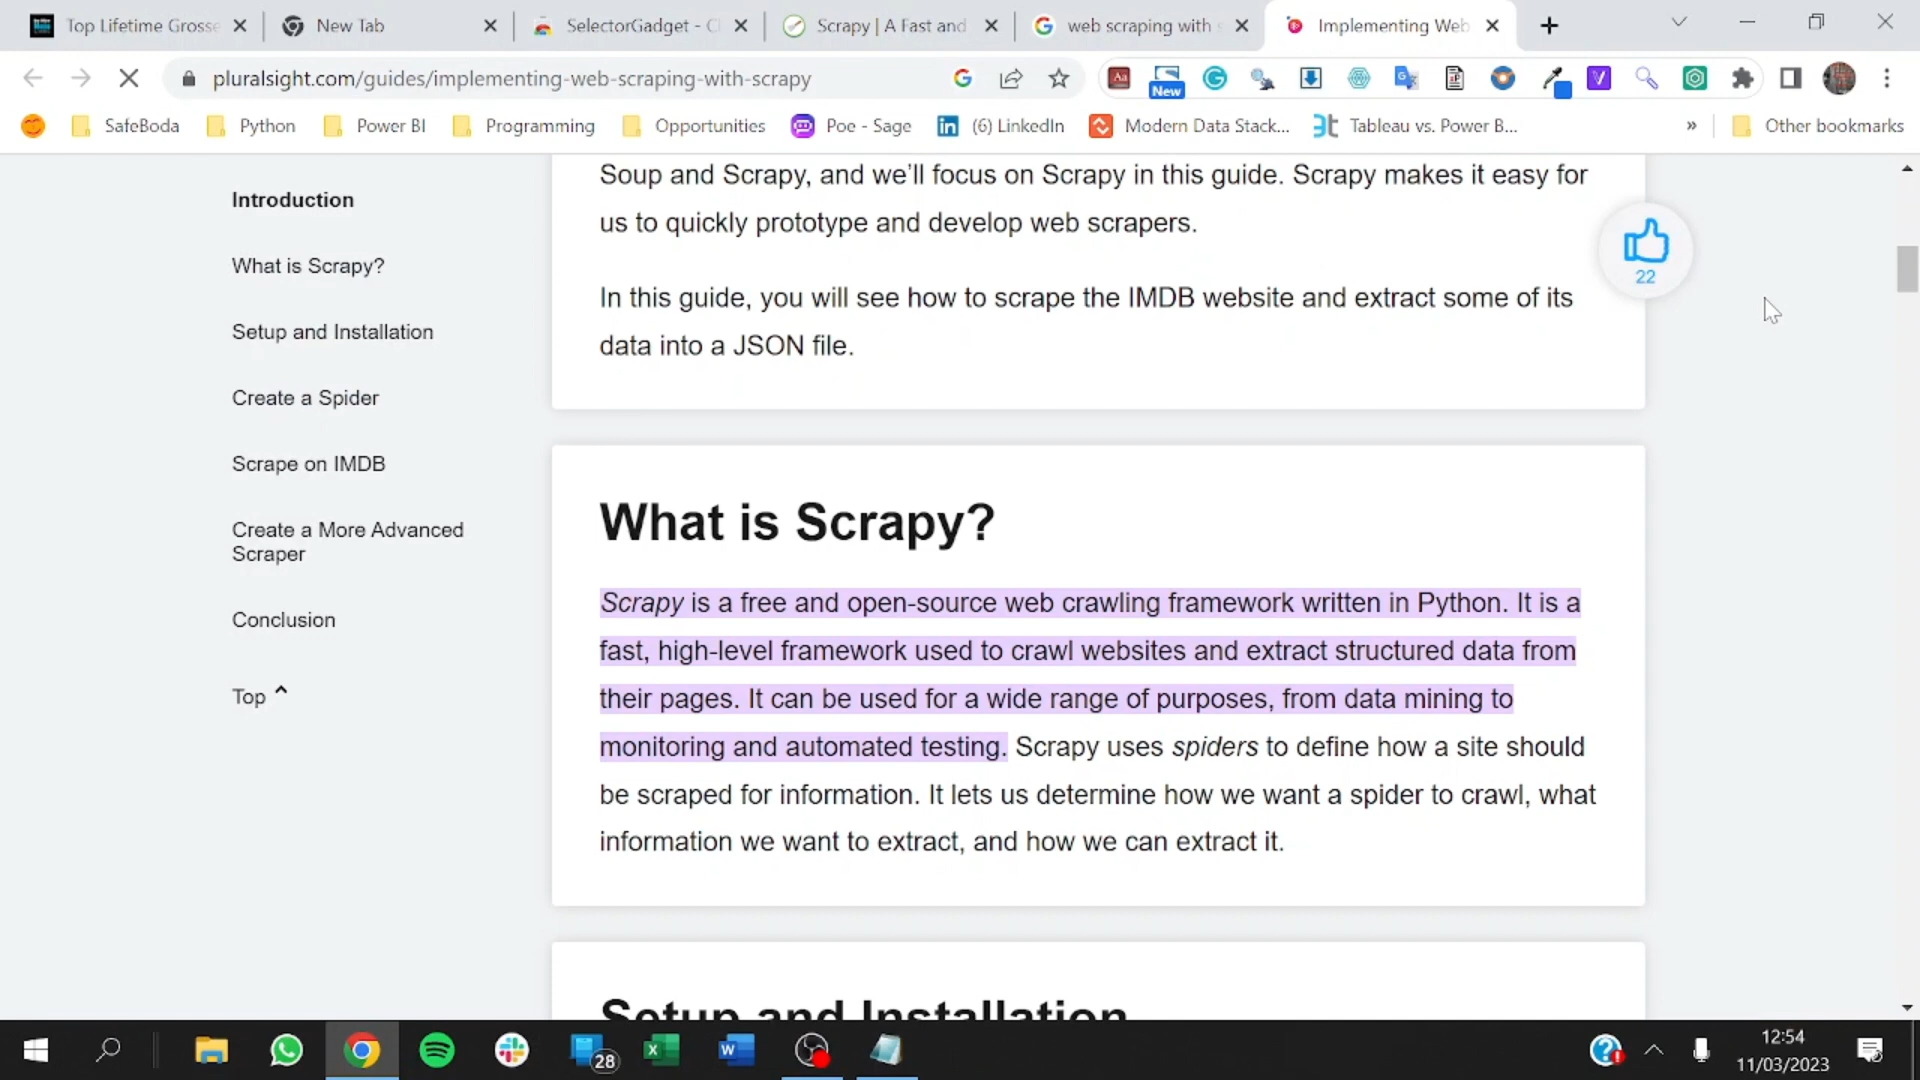 Top Lifetime Grosse
New Tab
SelectorGadget - C
Scrapy | A Fast and
web scraping with s
Implementing Web
pluralsight.com/guides/implementing-web-scraping-with-scrapy
New
SafeBoda
Python
Power BI
Programming
Opportunities
Poe - Sage
(6) LinkedIn
Modern Data Stack...
Tableau vs. Power B...
»
Other bookmarks
Introduction
What is Scrapy?
Setup and Installation
Create a Spider
Scrape on IMDB
Create a More Advanced
Scraper
Conclusion
Top
Soup and Scrapy, and we'll focus on Scrapy in this guide. Scrapy makes it easy for
us to quickly prototype and develop web scrapers.
In this guide, you will see how to scrape the IMDB website and extract some of its
data into a JSON file.
22
What is Scrapy?
Scrapy is a free and open-source web crawling framework written in Python. It is a
fast, high-level framework used to crawl websites and extract structured data from
their pages. It can be used for a wide range of purposes, from data mining to
monitoring and automated testing. Scrapy uses spiders to define how a site should
be scraped for information. It lets us determine how we want a spider to crawl, what
information we want to extract, and how we can extract it.
Setup and Installation
28
12:54
11/03/2023